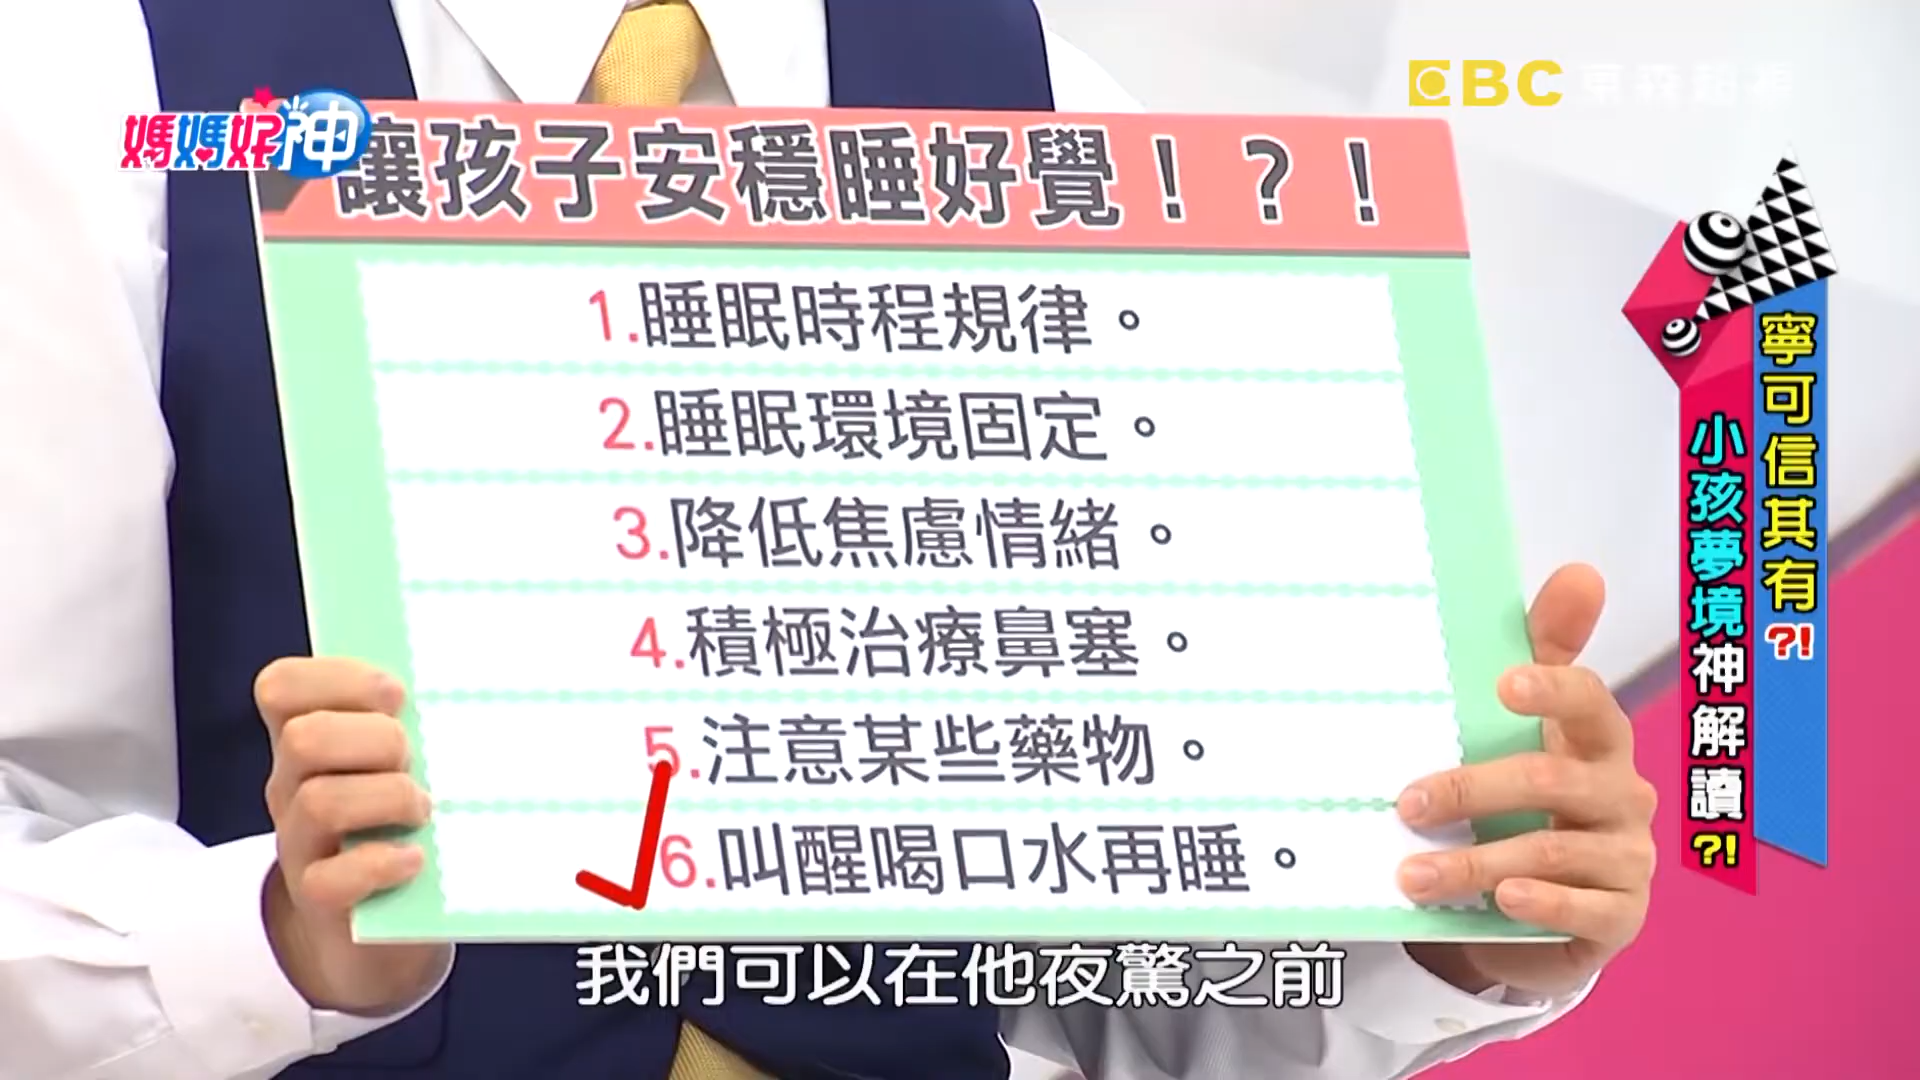 媽媽好神
EBC 東森超視
讓孩子安穩睡好覺！？！
1.睡眠時程規律。
2.睡眠環境固定。
3.降低焦慮情緒。
4.積極治療鼻塞。
5.注意某些藥物。
6.叫醒喝口水再睡。
寧可信其有?!
小孩夢境神解讀?!
我們可以在他夜驚之前